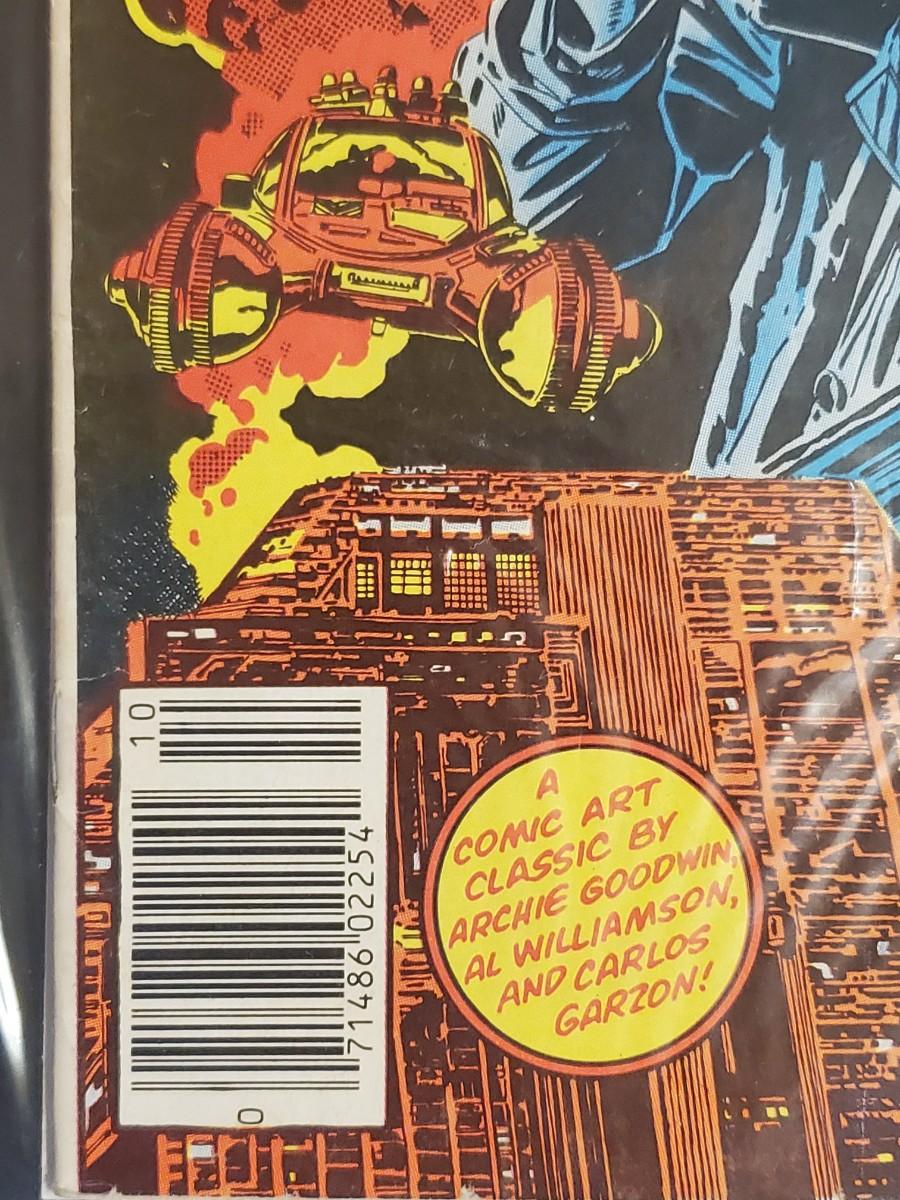 A
COMIC ART
CLASSIC BY
ARCHIE GOODWIN,
AL WILLIAMSON,
AND CARLOS
GARZON!
10
71486 02254
0